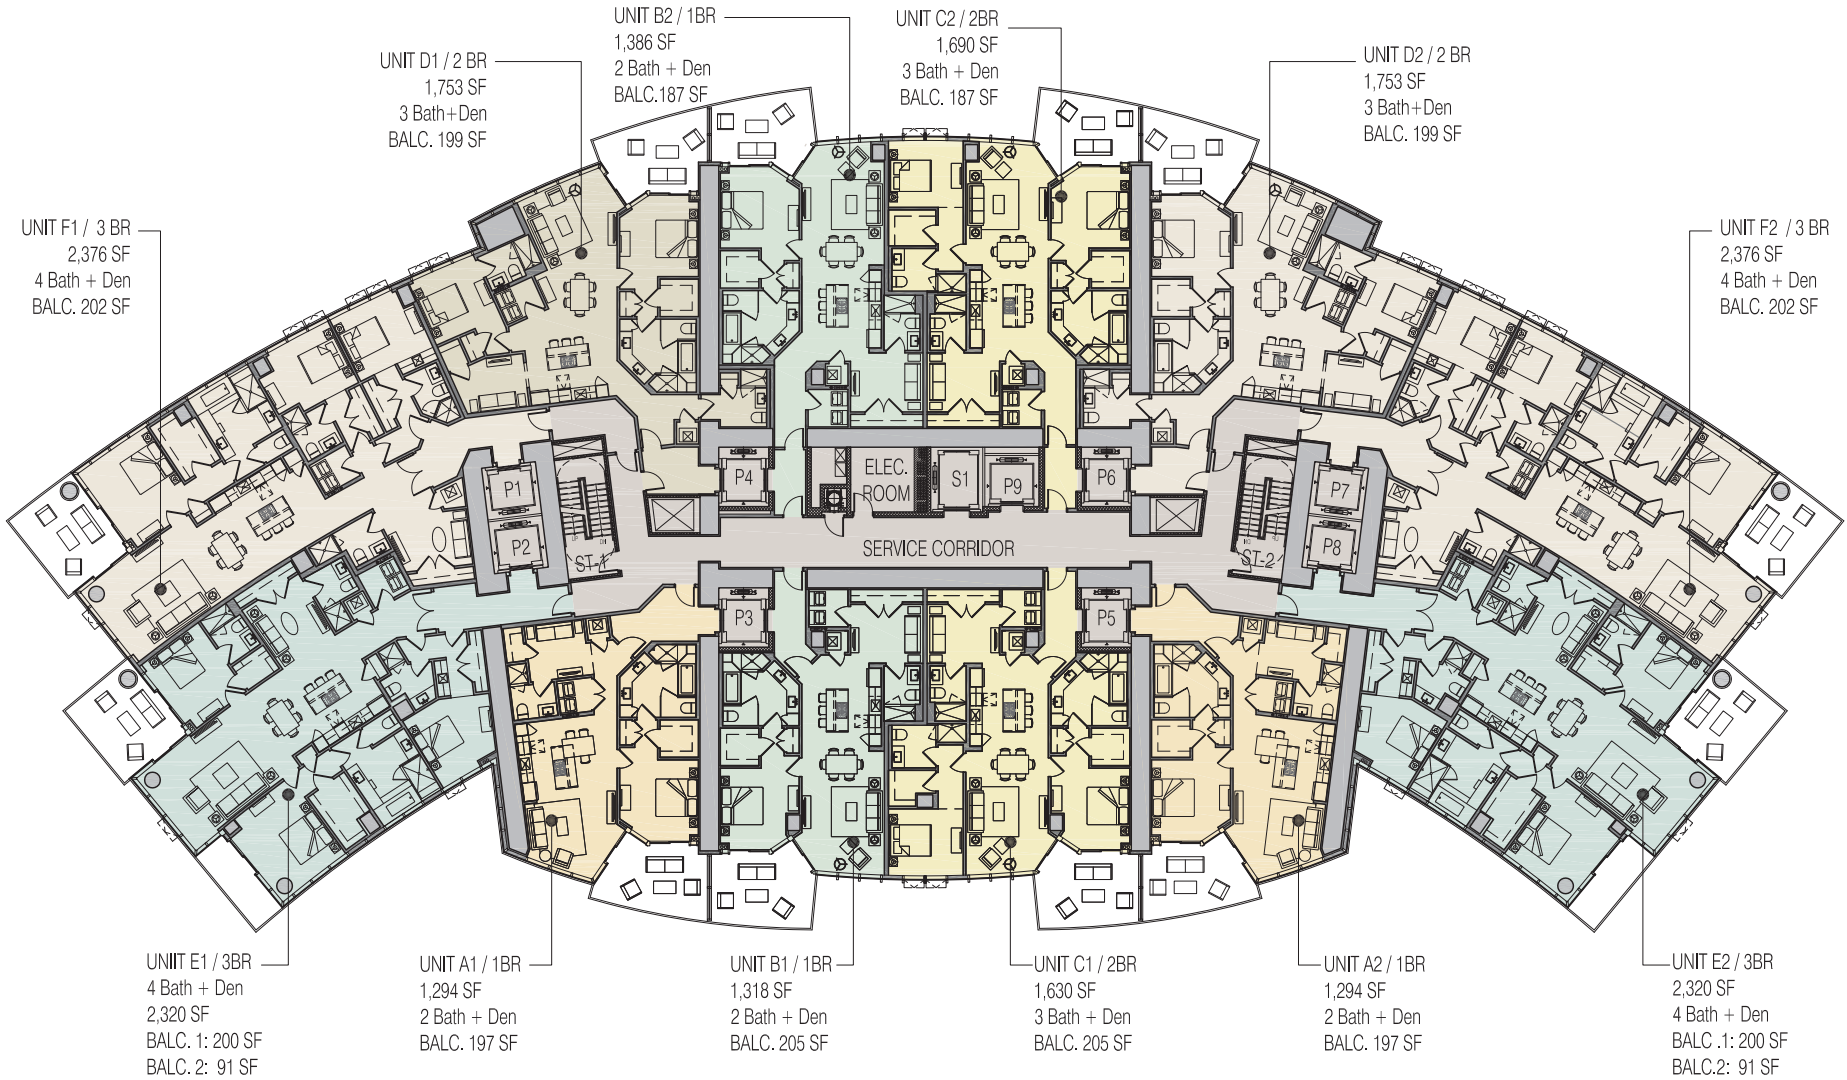 UNIT B2 / 1BR
1,386 SF
2 Bath + Den
BALC.187 SF
UNIT C2 / 2BR
1,690 SF
3 Bath + Den
BALC. 187 SF
UNIT D1 / 2 BR
1,753 SF
3 Bath+Den
BALC. 199 SF
UNIT D2 / 2 BR
1,753 SF
3 Bath+Den
BALC. 199 SF
UNIT F1 / 3 BR
2,376 SF
4 Bath + Den
BALC. 202 SF
UNIT F2 / 3 BR
2,376 SF
4 Bath + Den
BALC. 202 SF
P1
P2
ST-1
P4
ELEC.
ROOM
S1
P9
P6
P7
P8
ST-2
SERVICE CORRIDOR
P3
P5
UNIIT E1 / 3BR
4 Bath + Den
2,320 SF
BALC. 1: 200 SF
BALC. 2: 91 SF
UNIT A1 / 1BR
1,294 SF
2 Bath + Den
BALC. 197 SF
UNIT B1 / 1BR
1,318 SF
2 Bath + Den
BALC. 205 SF
UNIT C1 / 2BR
1,630 SF
3 Bath + Den
BALC. 205 SF
UNIT A2 / 1BR
1,294 SF
2 Bath + Den
BALC. 197 SF
UNIT E2 / 3BR
2,320 SF
4 Bath + Den
BALC .1: 200 SF
BALC.2: 91 SF